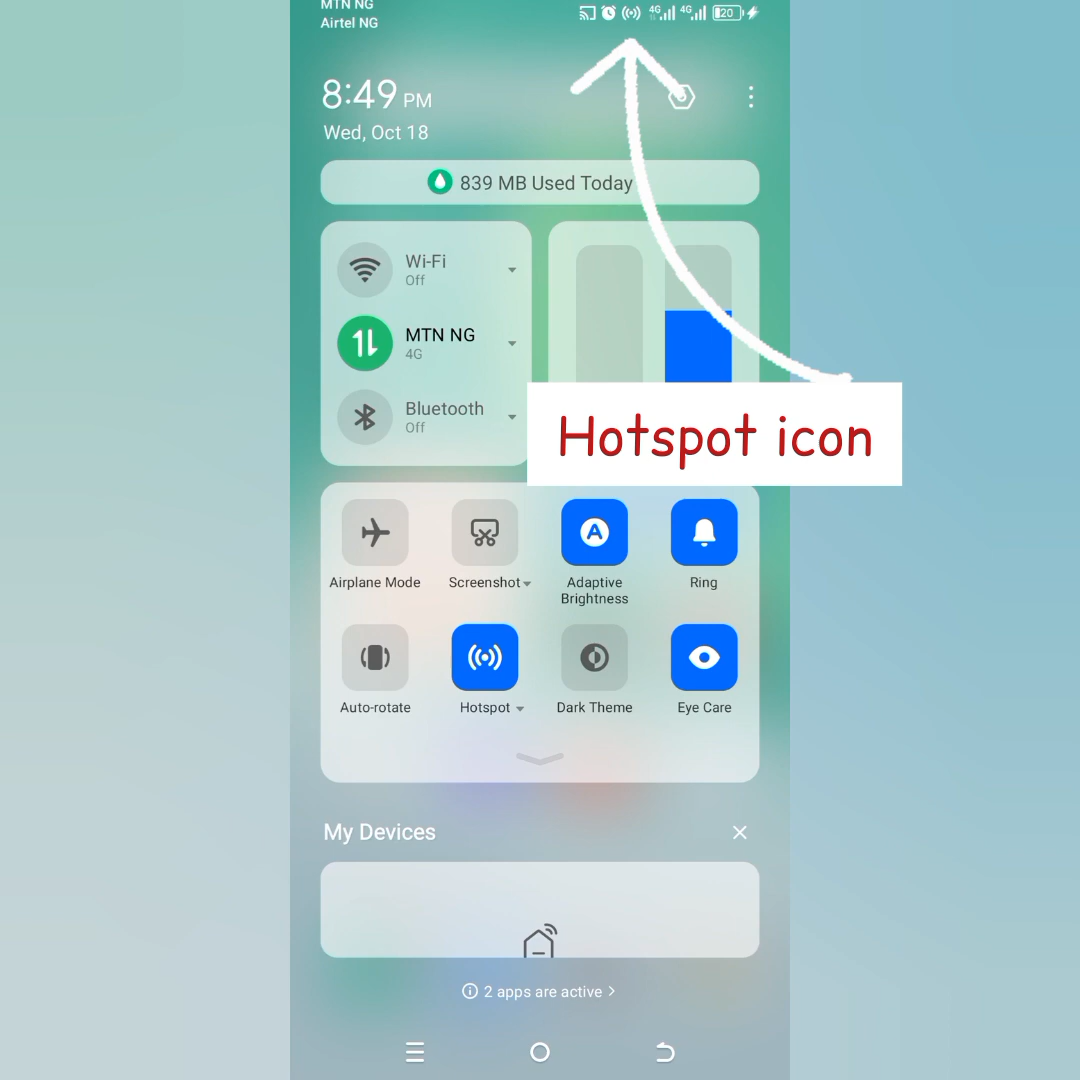 MTN NG
Airtel NG
4G 4G 20
8:49 PM
Wed, Oct 18
839 MB Used Today
Wi-Fi
Off
MTN NG
4G
Bluetooth
Off
Hotspot icon
Airplane Mode
Screenshot
A
Adaptive
Brightness
Ring
Auto-rotate
Hotspot
Dark Theme
Eye Care
My Devices
2 apps are active